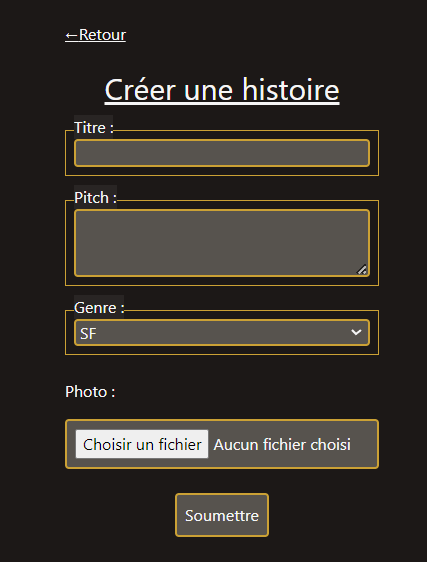 ←Retour
Créer une histoire
Titre :
Pitch :
Genre :
SF
Photo :
Choisir un fichier Aucun fichier choisi
Soumettre